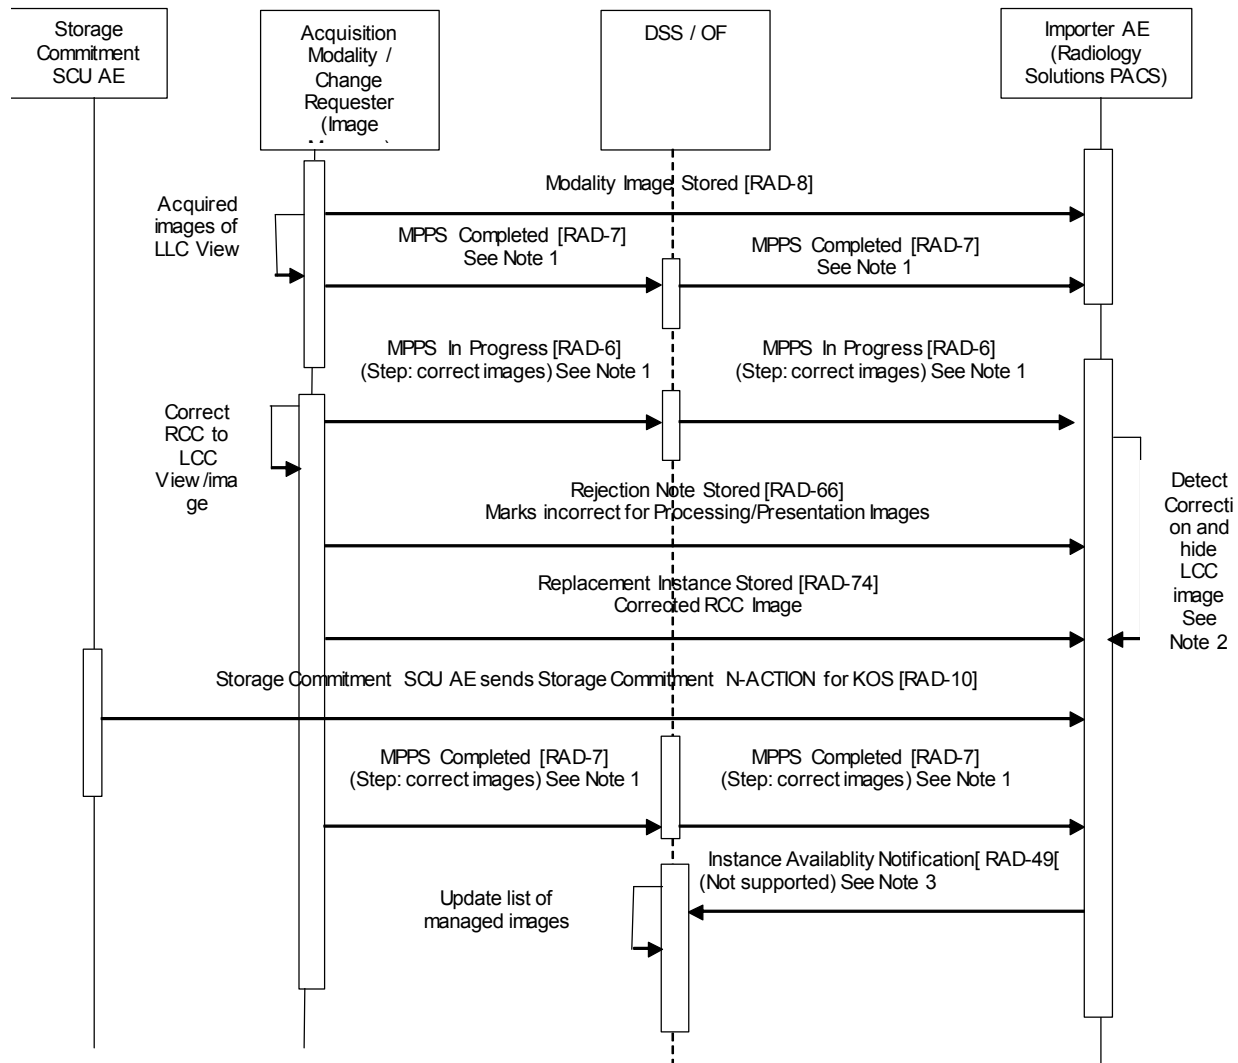 Storage
Commitment
SCU AE
Acquisition
Modality /
Change
Requester
(Image
DSS / OF
Importer AE
(Radiology
Solutions PACS)
Modality Image Stored [RAD-8]
Acquired
images of
LLC View
MPPS Completed [RAD-7]
See Note 1
MPPS Completed [RAD-7]
See Note 1
MPPS In Progress [RAD-6]
(Step: correct images) See Note 1
MPPS In Progress [RAD-6]
(Step: correct images) See Note 1
Correct
RCC to
LCC
View/ima
ge
Rejection Note Stored [RAD-66]
Marks incorrect for Processing/Presentation Images
Detect
Correcti
on and
hide
LCC
image
See
Note 2
Replacement Instance Stored [RAD-74]
Corrected RCC Image
Storage Commitment SCU AE sends Storage Commitment N-ACTION for KOS [RAD-10]
MPPS Completed [RAD-7]
(Step: correct images) See Note 1
MPPS Completed [RAD-7]
(Step: correct images) See Note 1
Instance Availablity Notification[ RAD-49[
(Not supported) See Note 3
Update list of
managed images